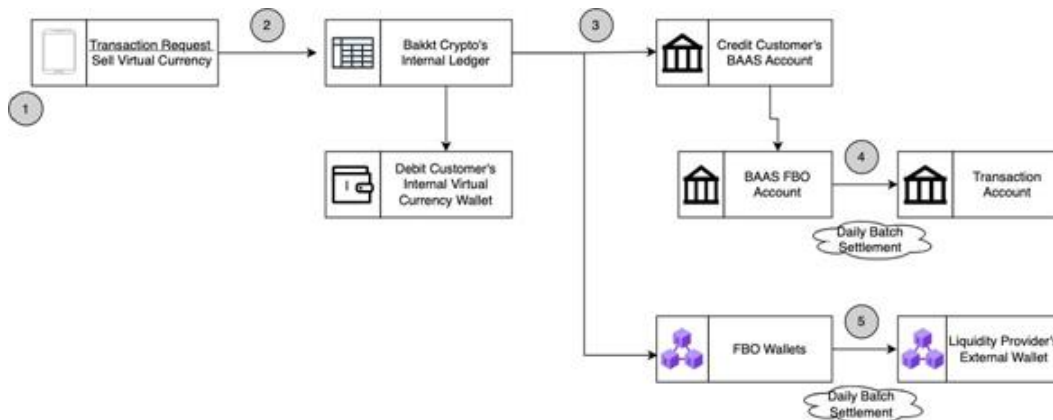 2
3
Transaction Request
Sell Virtual Currency
Bakkt Crypto's
Internal Ledger
Credit Customer's
BAAS Account
1
Debit Customer's
Internal Virtual
Currency Wallet
BAAS FBO
Account
4
Transaction
Account
Daily Batch
Settlement
FBO Wallets
5
Liquidity Provider's
External Wallet
Daily Batch
Settlement